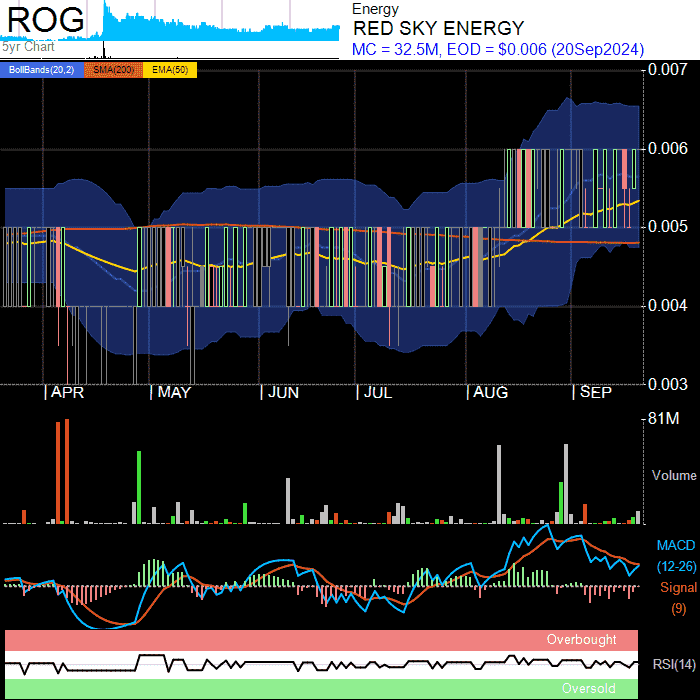 ROG
5yr Chart
Energy
RED SKY ENERGY
MC = 32.5M, EOD = $0.006 (20Sep2024)
BollBands(20,2) SMA(200) EMA(50)
0.007
0.006
0.005
0.004
0.003
APR MAY JUN JUL AUG SEP
81M
Volume
MACD
(12-26)
Signal
(9)
Overbought
RSI(14)
Oversold